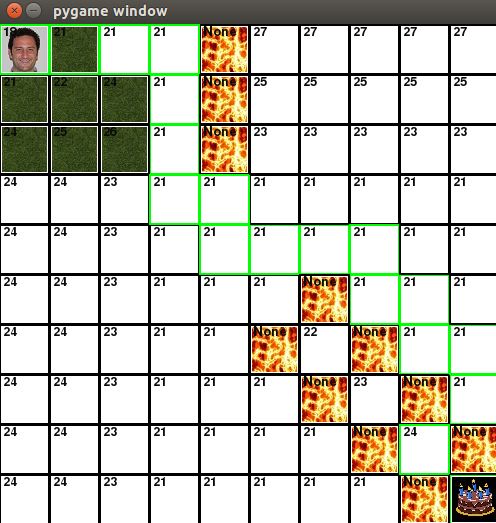 pygame window
21 21 21 None 27 27 27 27 27
21 22 24 21 None 25 25 25 25 25
24 25 26 21 None 23 23 23 23 23
24 24 23 21 21 21 21 21 21 21
24 24 23 21 21 21 21 21 21 21
24 24 23 21 21 21 None 21 21 21
24 24 23 21 21 None 22 None 21 21
24 24 23 21 21 21 None 23 None 21
24 24 23 21 21 21 21 None 24 None
24 24 23 21 21 21 21 21 None